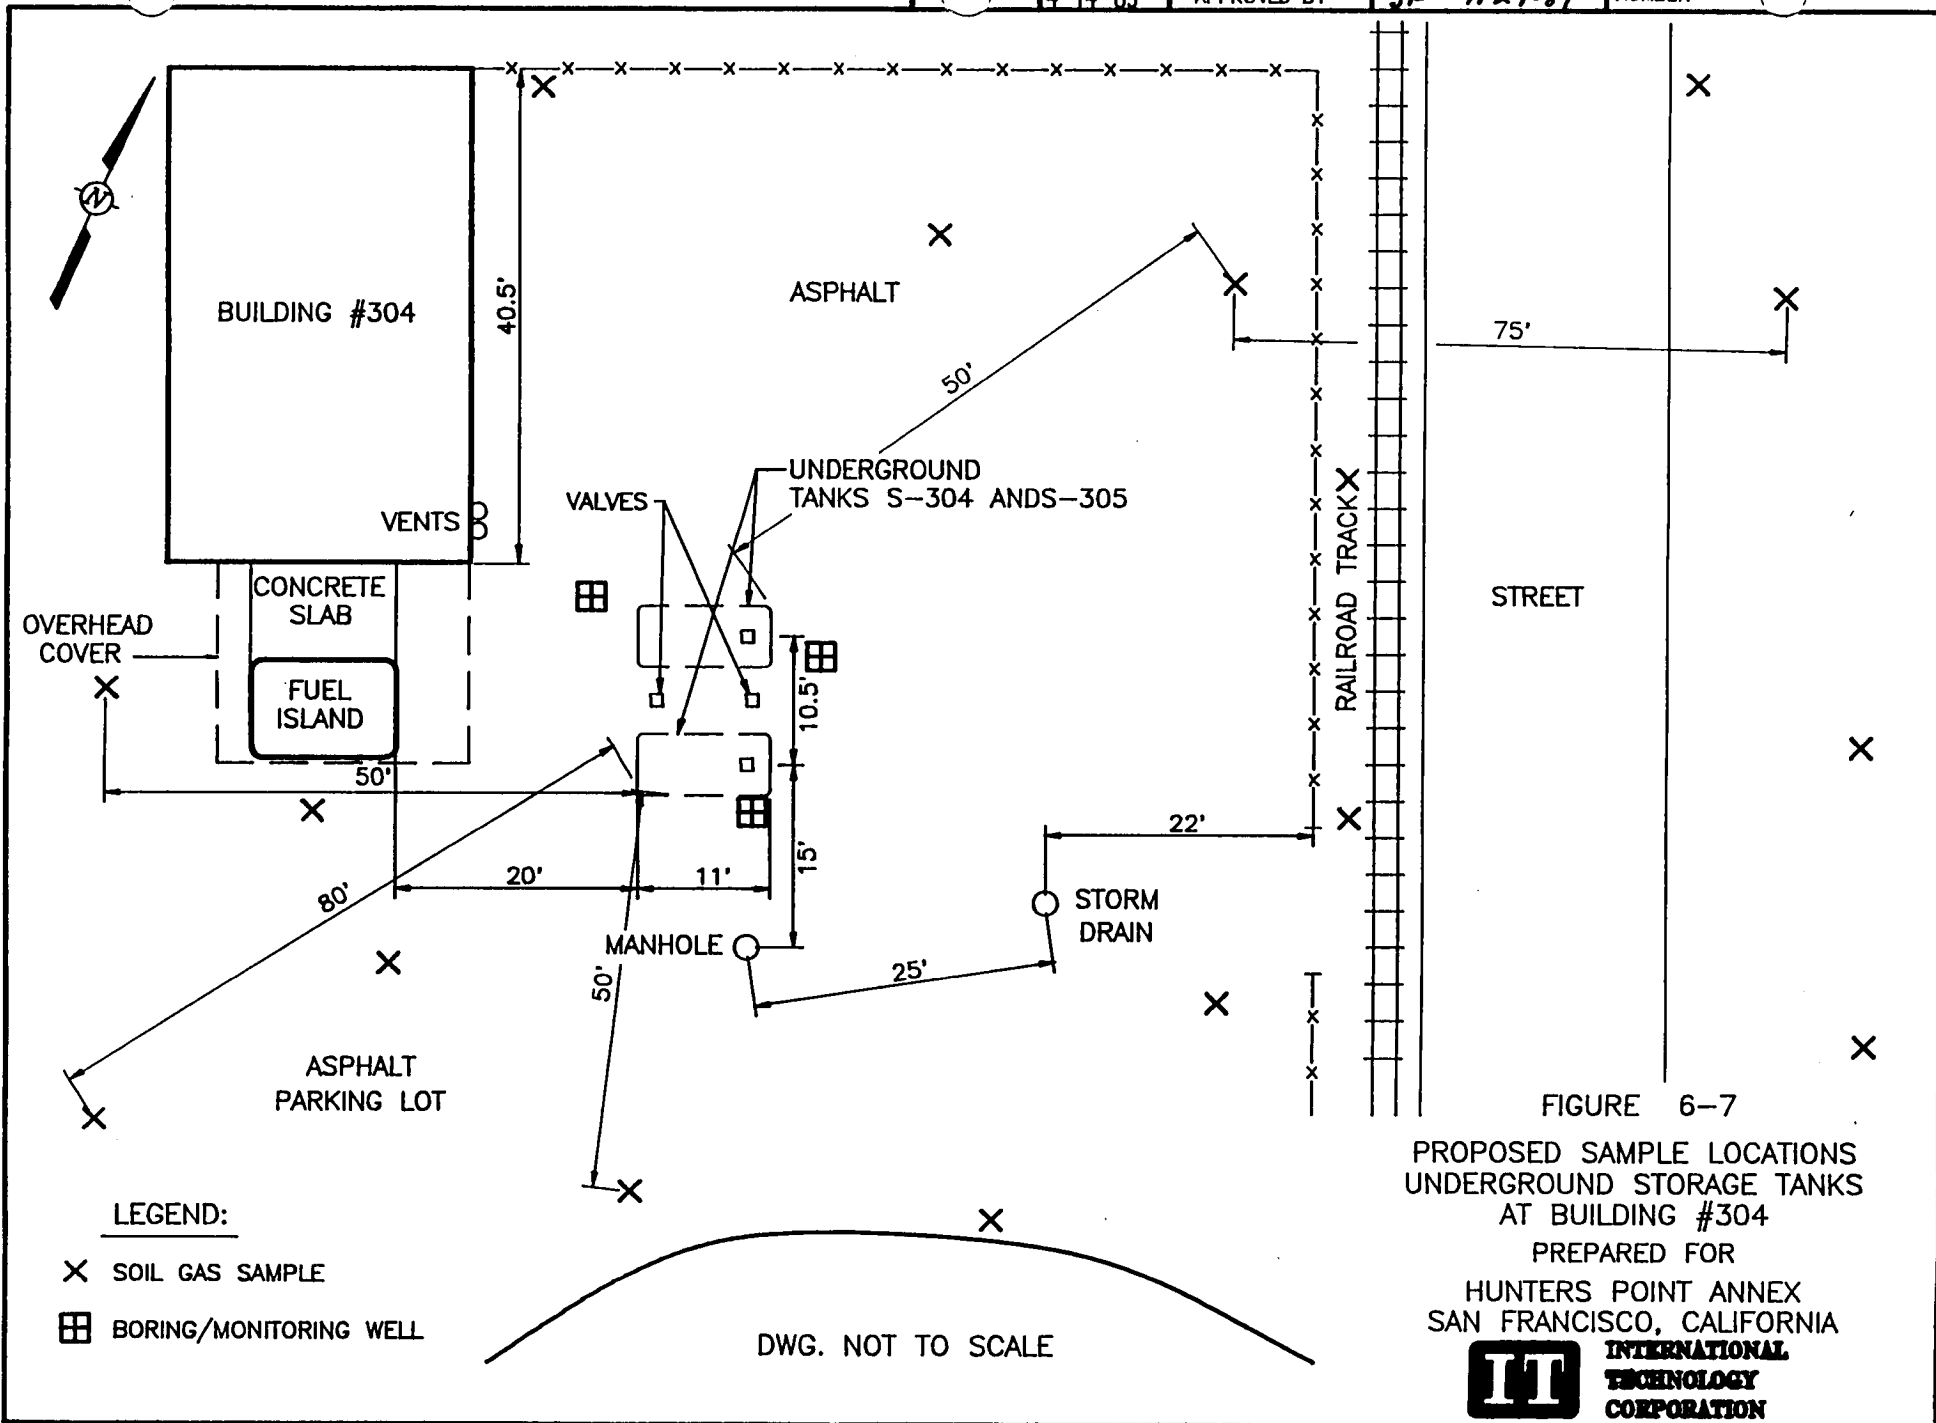 APPROVED BY
N
BUILDING #304
40.5'
ASPHALT
50'
75'
UNDERGROUND
TANKS S-304 ANDS-305
VALVES
VENTS
CONCRETE
SLAB
OVERHEAD
COVER
FUEL
ISLAND
RAILROAD TRACK
STREET
10.5'
50'
15'
22'
20'
11'
80'
STORM
DRAIN
MANHOLE
25'
50'
ASPHALT
PARKING LOT
LEGEND:
SOIL GAS SAMPLE
BORING/MONITORING WELL
DWG. NOT TO SCALE
FIGURE 6-7
PROPOSED SAMPLE LOCATIONS
UNDERGROUND STORAGE TANKS
AT BUILDING #304
PREPARED FOR
HUNTERS POINT ANNEX
SAN FRANCISCO, CALIFORNIA
IT
INTERNATIONAL
TECHNOLOGY
CORPORATION